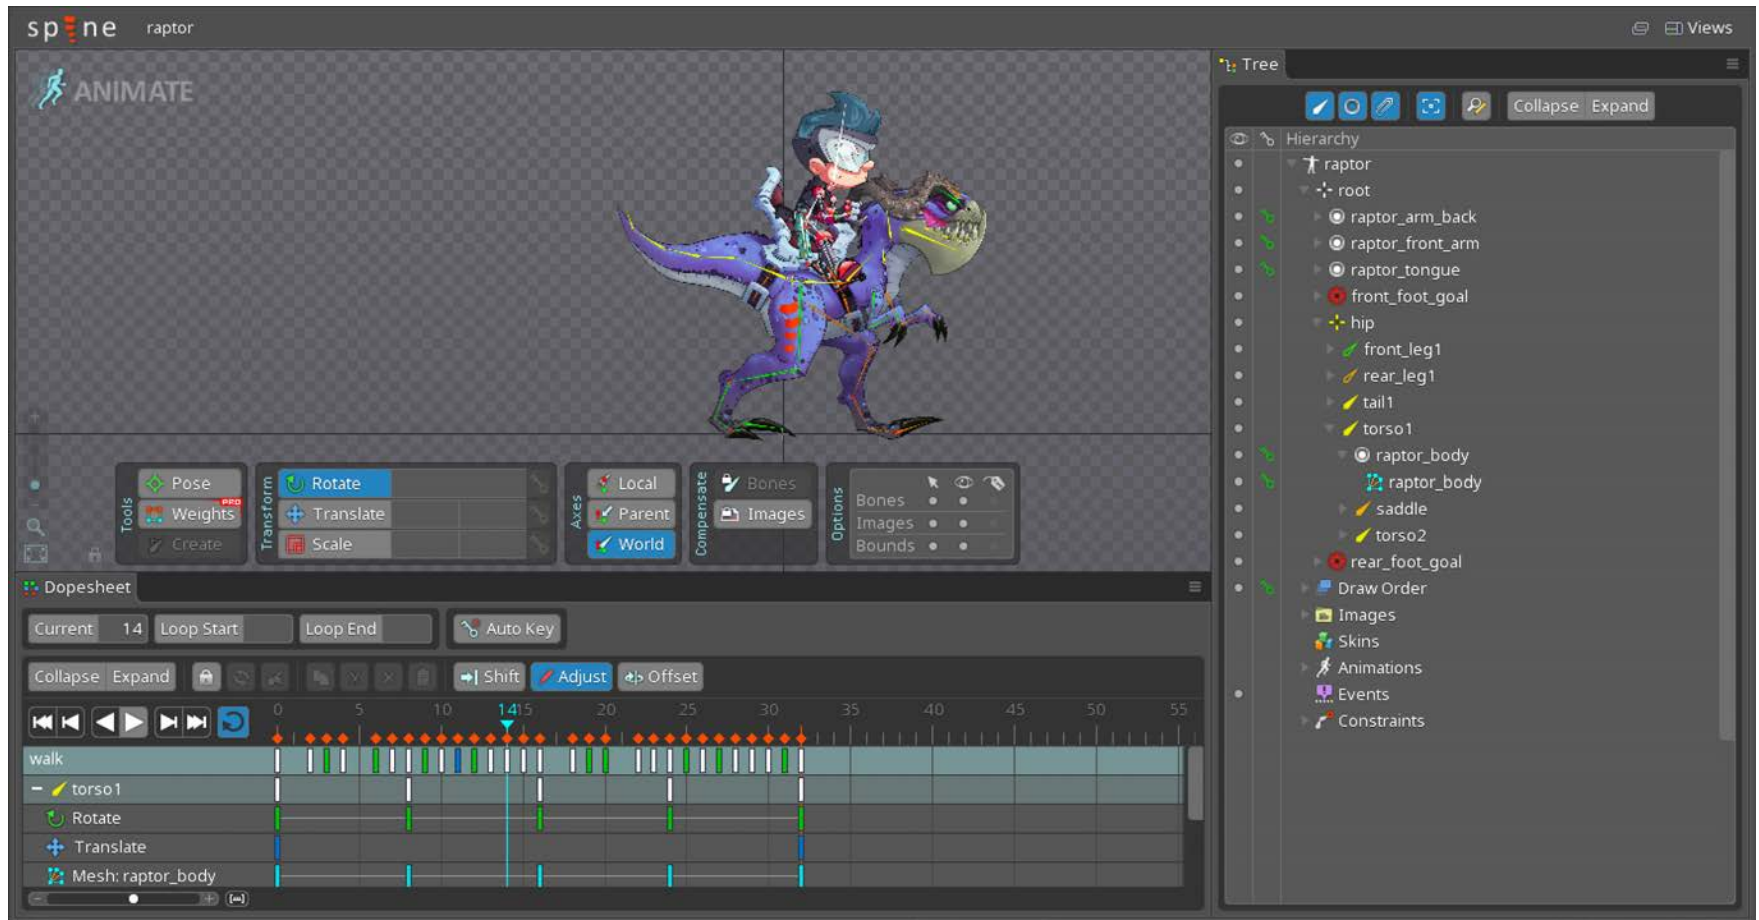 spine raptor Views
ANIMATE
Tree
Collapse Expand
Hierarchy
raptor
root
raptor_arm_back
raptor_front_arm
raptor_tongue
front_foot_goal
hip
front_leg1
rear_leg1
tail1
torso1
raptor_body
raptor_body
saddle
torso2
rear_foot_goal
Draw Order
Images
Skins
Animations
Events
Constraints
Tools
Pose
Weights
PRO
Create
Transform
Rotate
Translate
Scale
Axes
Local
Parent
World
Compensate
Bones
Images
Options
Bones
Images
Bounds
Dopesheet
Current 14 Loop Start Loop End Auto Key
Collapse Expand Shift Adjust Offset
0 5 10 14 15 20 25 30 35 40 45 50 55
walk
torso1
Rotate
Translate
Mesh: raptor_body